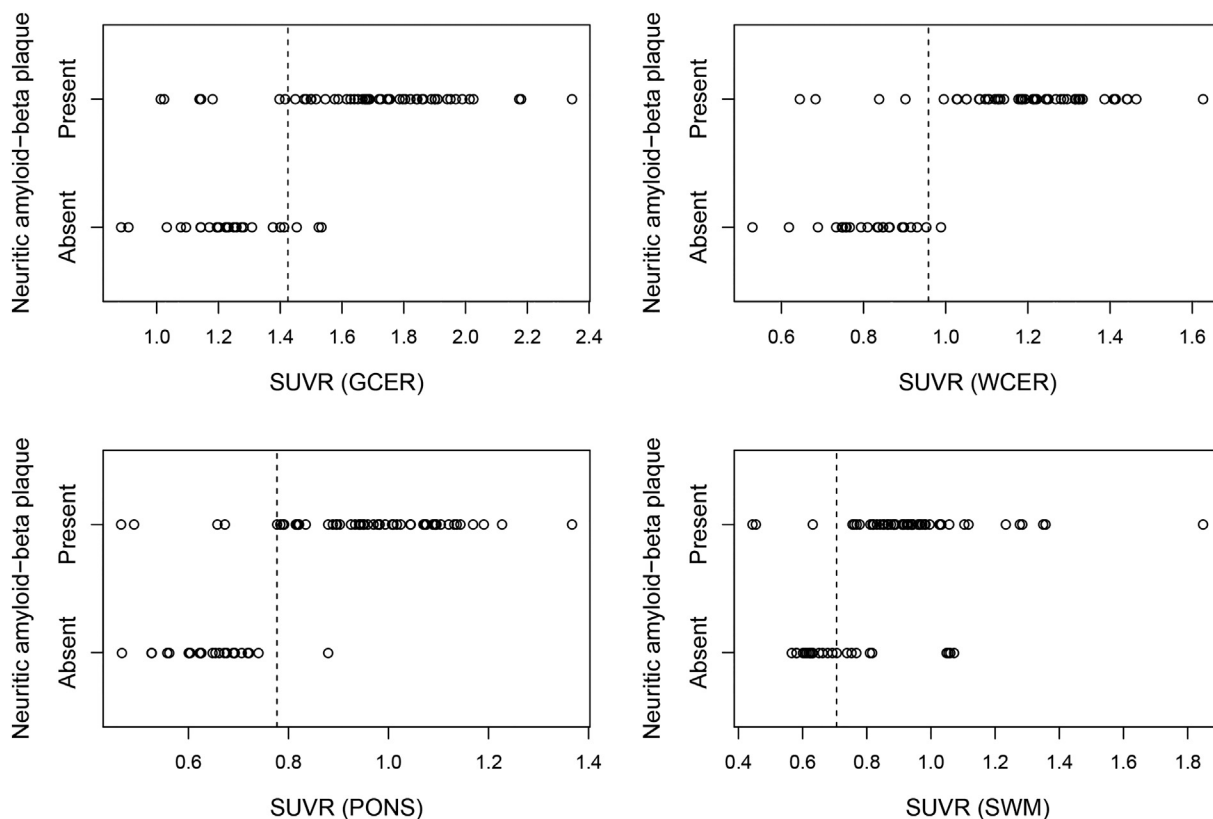 Neuritic amyloid−beta plaque
Present
Absent
1.0 1.2 1.4 1.6 1.8 2.0 2.2 2.4
SUVR (GCER)
Neuritic amyloid−beta plaque
Present
Absent
0.6 0.8 1.0 1.2 1.4 1.6
SUVR (WCER)
Neuritic amyloid−beta plaque
Present
Absent
0.6 0.8 1.0 1.2 1.4
SUVR (PONS)
Neuritic amyloid−beta plaque
Present
Absent
0.4 0.6 0.8 1.0 1.2 1.4 1.6 1.8
SUVR (SWM)